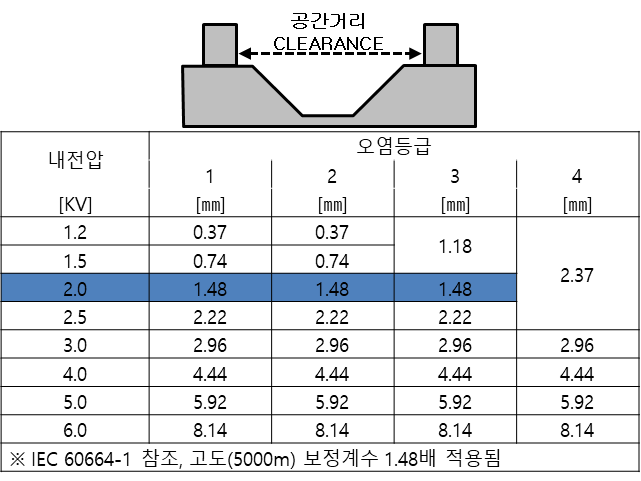 공간거리
CLEARANCE
내전압 오염등급
1 2 3 4
[KV] [㎜] [㎜] [㎜] [㎜]
1.2 0.37 0.37 1.18 2.37
1.5 0.74 0.74
2.0 1.48 1.48 1.48
2.5 2.22 2.22 2.22
3.0 2.96 2.96 2.96 2.96
4.0 4.44 4.44 4.44 4.44
5.0 5.92 5.92 5.92 5.92
6.0 8.14 8.14 8.14 8.14
※ IEC 60664-1 참조, 고도(5000m) 보정계수 1.48배 적용됨